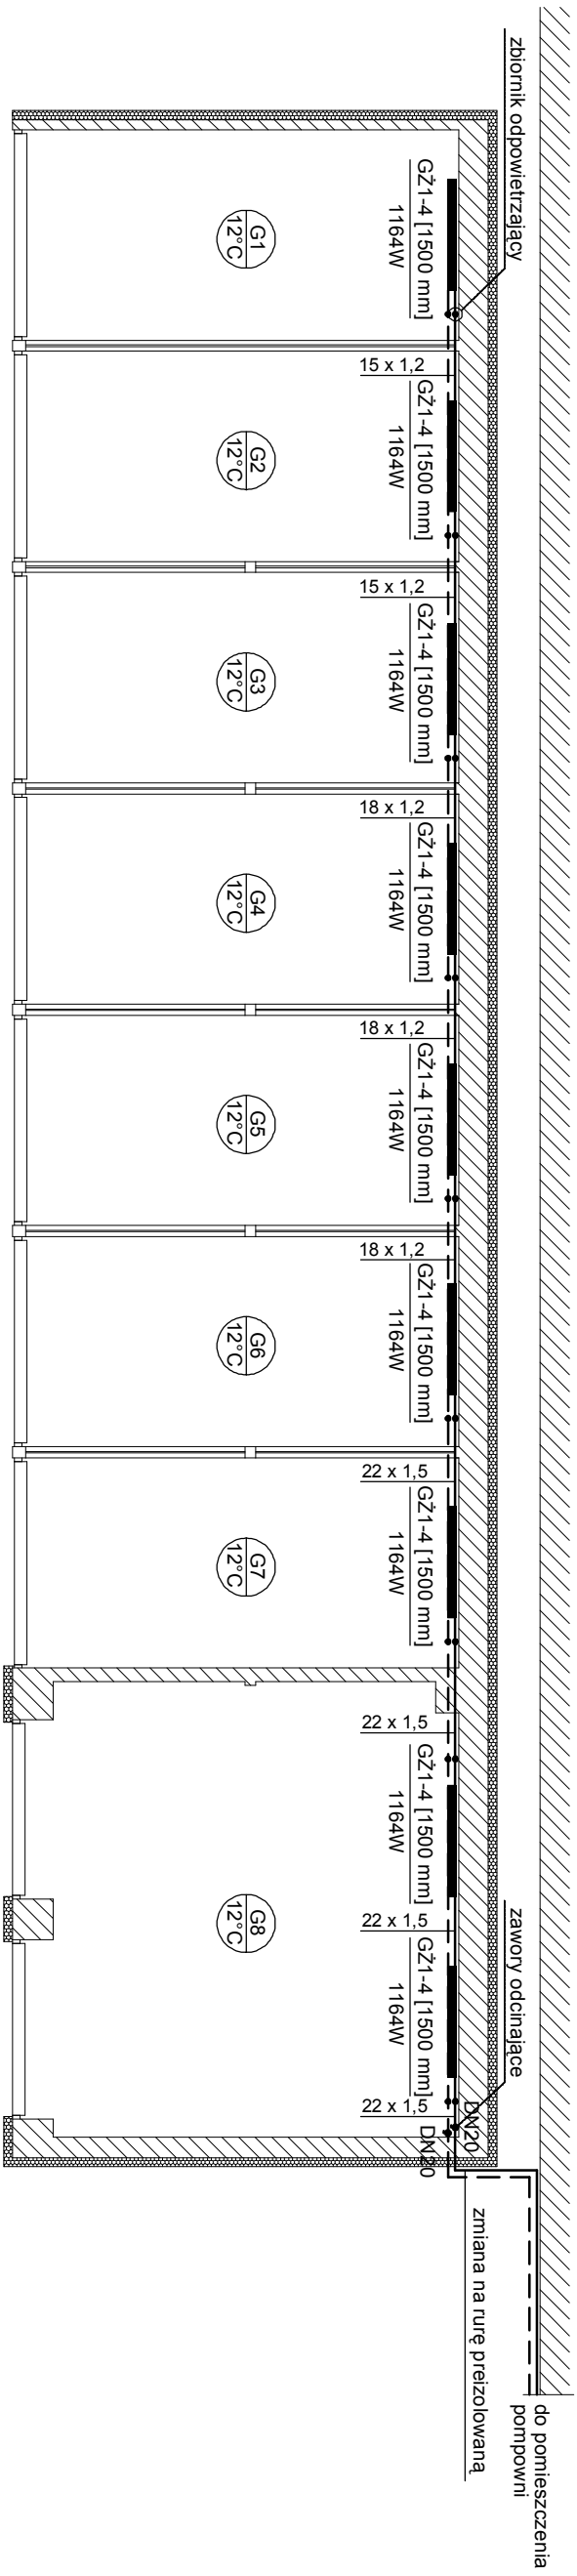 zbiornik odpowietrzający
GŻ1-4 [1500 mm]
1164W
G1
12°C
15 x 1,2
GŻ1-4 [1500 mm]
1164W
G2
12°C
15 x 1,2
GŻ1-4 [1500 mm]
1164W
G3
12°C
18 x 1,2
GŻ1-4 [1500 mm]
1164W
G4
12°C
18 x 1,2
GŻ1-4 [1500 mm]
1164W
G5
12°C
18 x 1,2
GŻ1-4 [1500 mm]
1164W
G6
12°C
22 x 1,5
GŻ1-4 [1500 mm]
1164W
G7
12°C
22 x 1,5
GŻ1-4 [1500 mm]
1164W
G8
12°C
22 x 1,5
GŻ1-4 [1500 mm]
1164W
22 x 1,5
zawory odcinające
DN20
DN20
zmiana na rurę preizolowaną
do pomieszczenia
pompowni